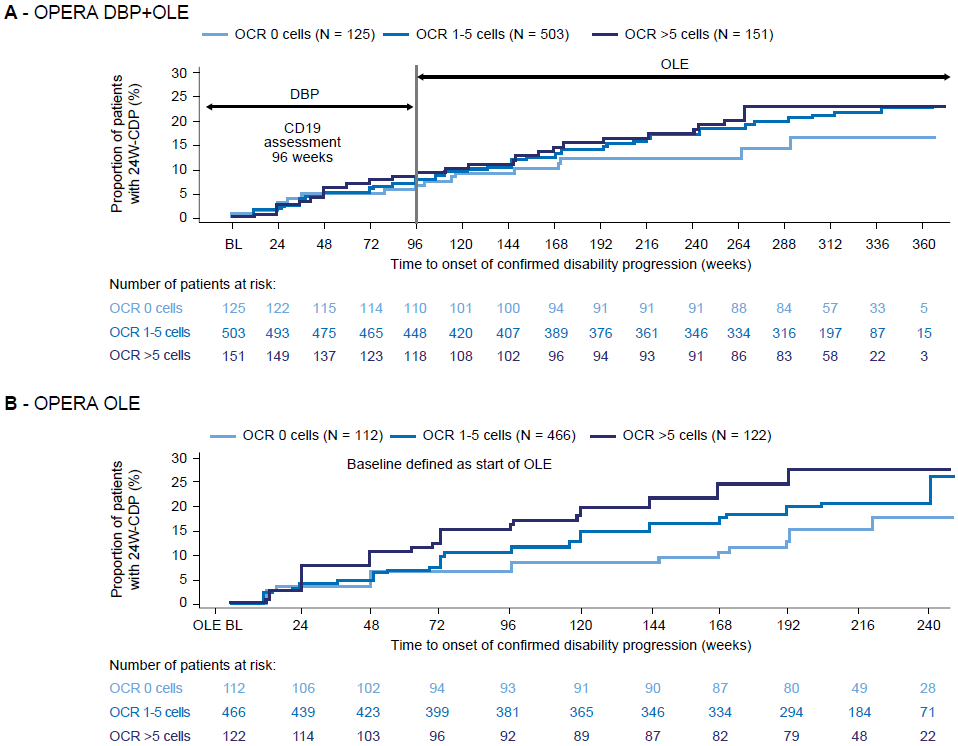 A - OPERA DBP+OLE
OCR 0 cells (N = 125) OCR 1-5 cells (N = 503) OCR >5 cells (N = 151)
Proportion of patients
with 24W-CDP (%)
30
25
20
15
10
5
0
DBP
OLE
CD19
assessment
96 weeks
BL 24 48 72 96 120 144 168 192 216 240 264 288 312 336 360
Time to onset of confirmed disability progression (weeks)
Number of patients at risk:
OCR 0 cells 125 122 115 114 110 101 100 94 91 91 91 88 84 57 33 5
OCR 1-5 cells 503 493 475 465 448 420 407 389 376 361 346 334 316 197 87 15
OCR >5 cells 151 149 137 123 118 108 102 96 94 93 91 86 83 58 22 3
B - OPERA OLE
OCR 0 cells (N = 112) OCR 1-5 cells (N = 466) OCR >5 cells (N = 122)
Baseline defined as start of OLE
Proportion of patients
with 24W-CDP (%)
30
25
20
15
10
5
0
OLE BL 24 48 72 96 120 144 168 192 216 240
Time to onset of confirmed disability progression (weeks)
Number of patients at risk:
OCR 0 cells 112 106 102 94 93 91 90 87 80 49 28
OCR 1-5 cells 466 439 423 399 381 365 346 334 294 184 71
OCR >5 cells 122 114 103 96 92 89 87 82 79 48 22